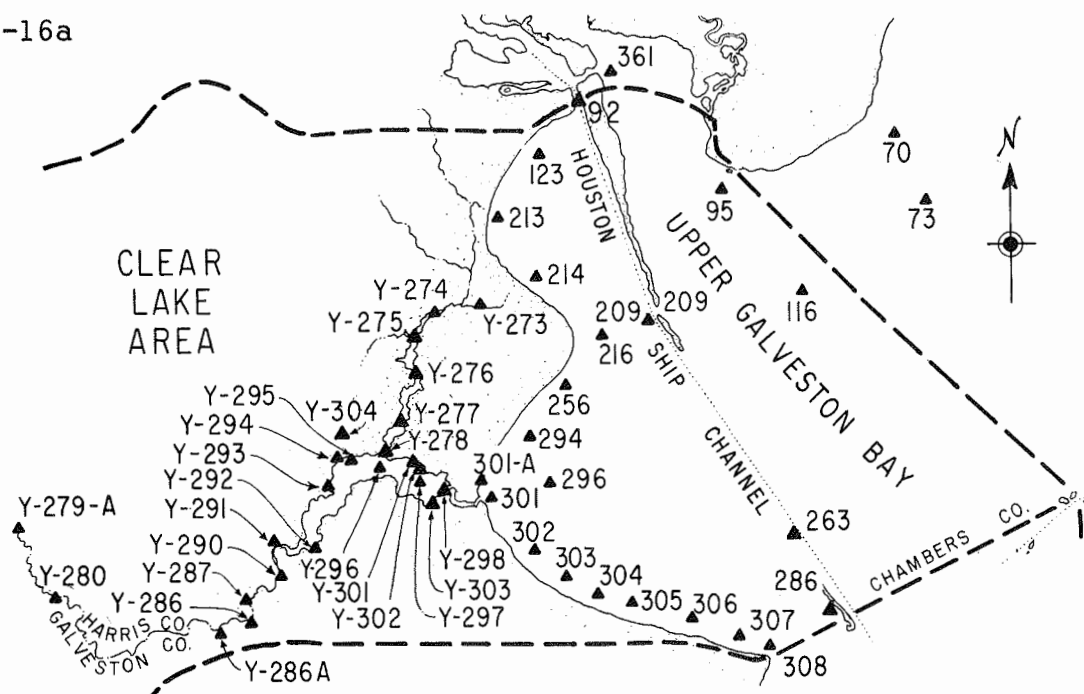 -16a
361
92
N
70
123
HOUSTON
95
73
213
UPPER GALVESTON BAY
CLEAR
LAKE
AREA
214
Y-274
Y-273
116
209
209
Y-275
216
SHIP
Y-276
256
Y-295
Y-304
Y-277
Y-294
Y-278
294
Y-293
301-A
CHANNEL
Y-292
296
301
Y-279-A
Y-291
263
CHAMBERS CO.
302
Y-290
Y-296
Y-298
303
Y-280
Y-287
Y-301
Y-303
304
286
Y-286
Y-302
Y-297
305
306
HARRIS CO.
GALVESTON CO.
307
Y-286A
308